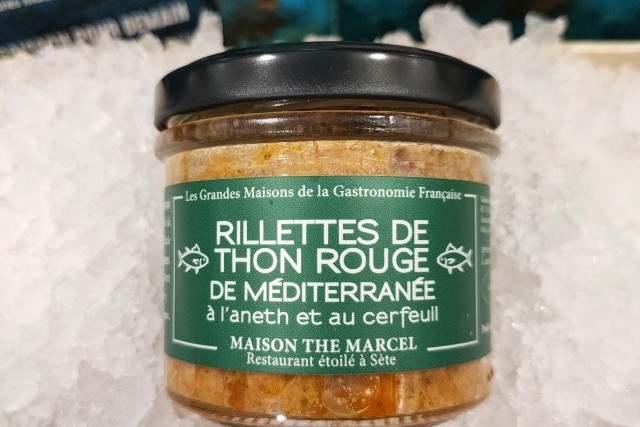 Les Grandes Maisons de la Gastronomie Française
RILLETTES DE
THON ROUGE
DE MÉDITERRANÉE
à l'aneth et au cerfeuil
MAISON THE MARCEL
Restaurant étoilé à Sète